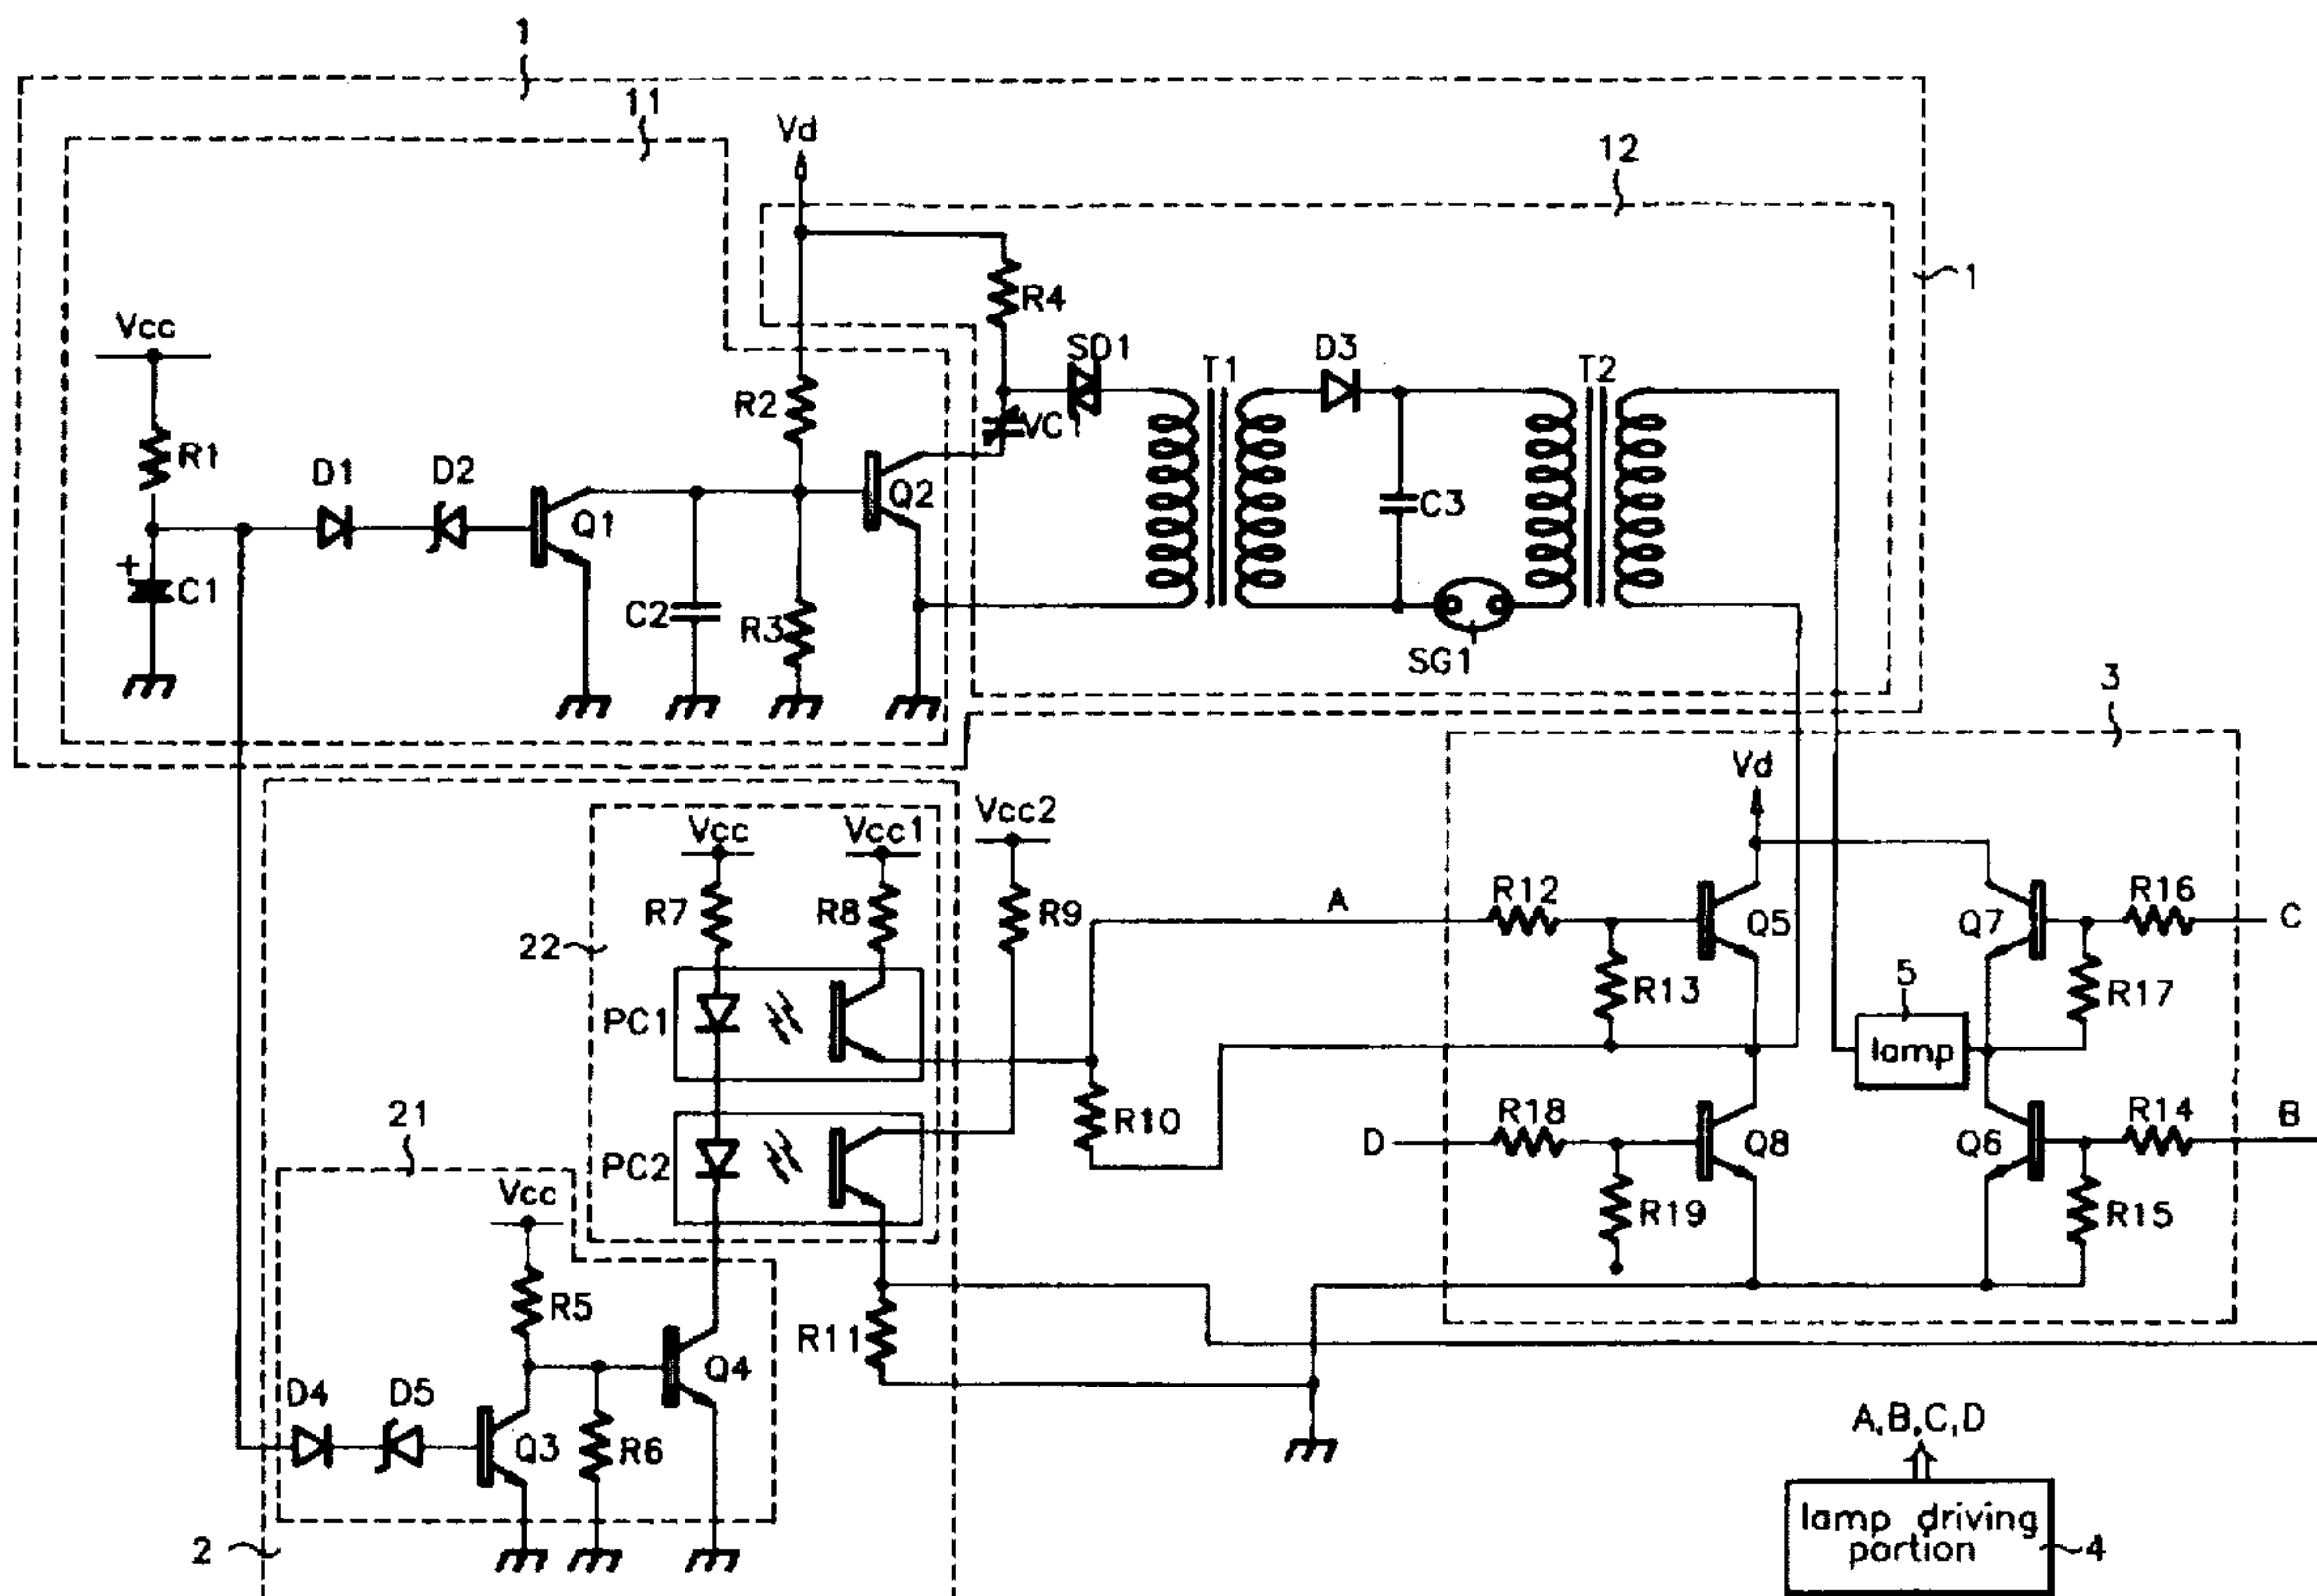 1
11
Vd
12
1
Vcc
R4
SD1
T1
D3
T2
R2
VC1
R1
D1
D2
Q1
Q2
C3
+
C1
C2
R3
SG1
3
Vd
Vcc
Vcc1
Vcc2
R7
R8
R9
A
R12
Q5
Q7
R16
C
22
5
R13
R17
PC1
lamp
21
R10
D
R18
R14
B
PC2
Q8
Q6
Vcc
R19
R15
R5
R11
Q4
D4
D5
A,B,C,D
Q3
R6
lamp driving
portion
2
4